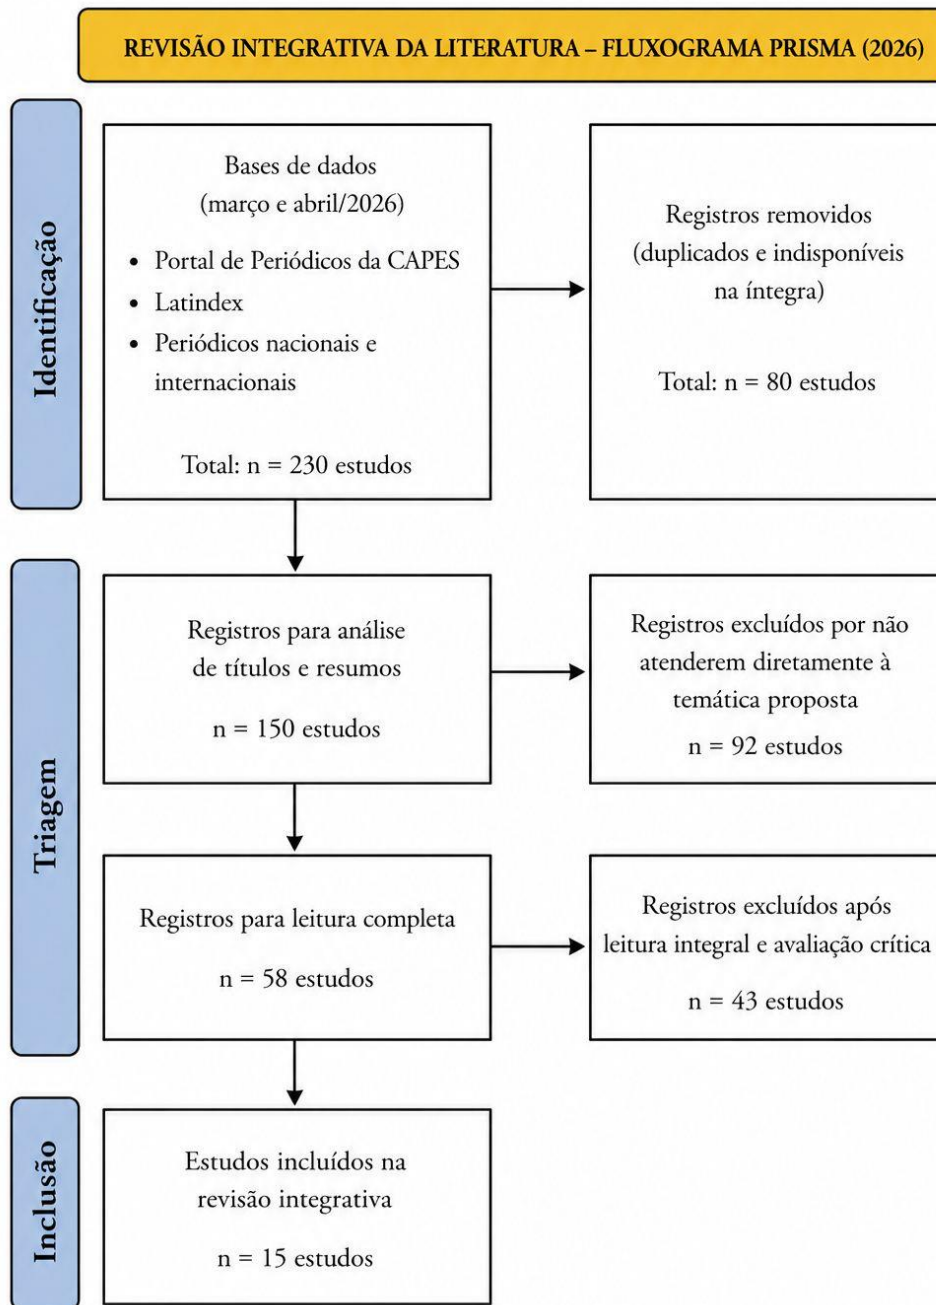 REVISÃO INTEGRATIVA DA LITERATURA – FLUXOGRAMA PRISMA (2026)
Identificação
Bases de dados
(março e abril/2026)
• Portal de Periódicos da CAPES
• Latindex
• Periódicos nacionais e
internacionais
Total: n = 230 estudos
Registros removidos
(duplicados e indisponíveis
na íntegra)
Total: n = 80 estudos
Triagem
Registros para análise
de títulos e resumos
n = 150 estudos
Registros excluídos por não
atenderem diretamente à
temática proposta
n = 92 estudos
Registros para leitura completa
n = 58 estudos
Registros excluídos após
leitura integral e avaliação crítica
n = 43 estudos
Inclusão
Estudos incluídos na
revisão integrativa
n = 15 estudos